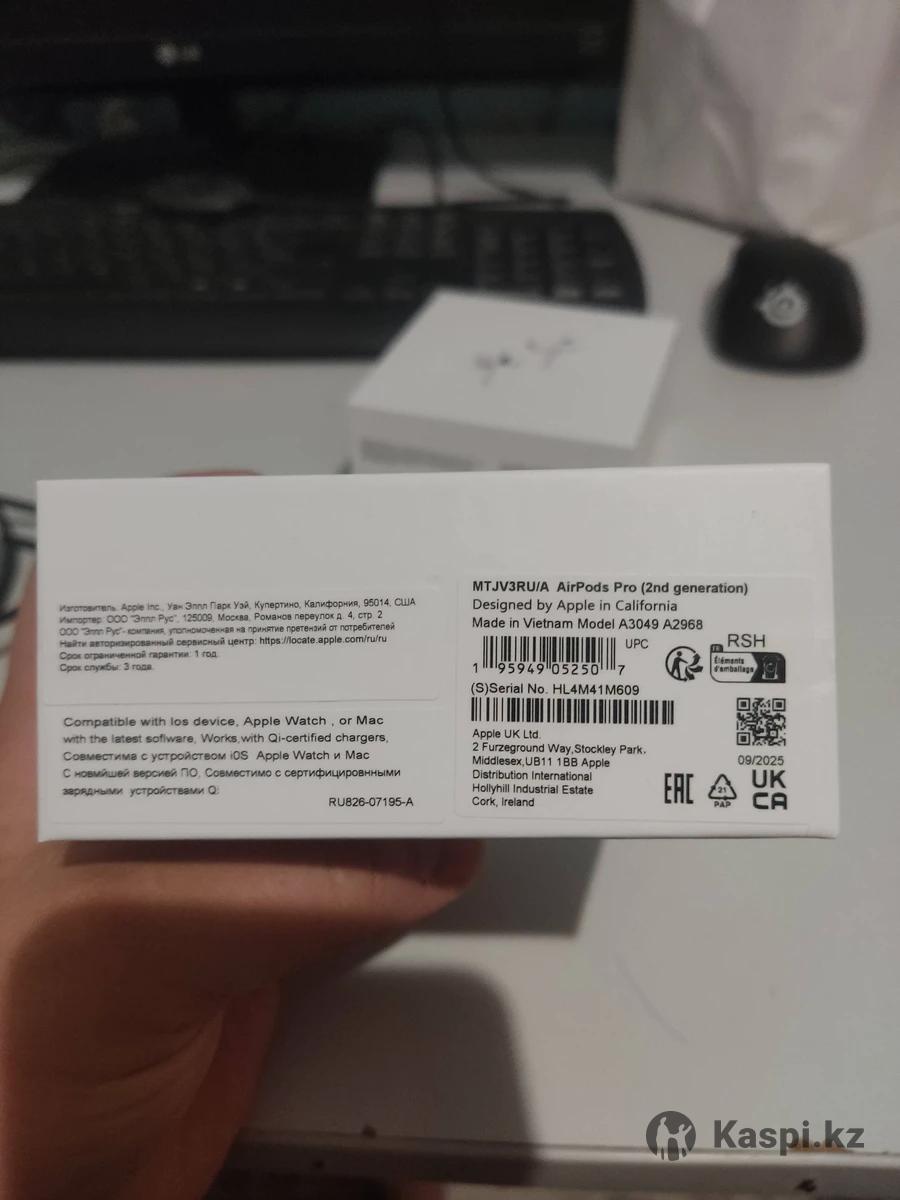 LG
Изготовитель. Apple Inc., Уан Эппл Парк Уэй, Купертино, Калифорния, 95014, США
Импортер: ООО "Эппл Рус", 125009, Москва, Романов переулок д. 4, стр. 2
ООО "Эппл Рус"- компания, уполномоченная на принятие претензий от потребителей
Найти авторизированный сервисный центр: https://locate.apple.com/ru/ru
Срок ограниченной гарантии: 1 год.
Срок службы: 3 года.
Compatible with Ios device, Apple Watch , or Mac
with the latest software, Works,with Qi-certified chargers,
Совместима с устройством iOS Apple Watch и Mac
С новмйшей версией ПО, Совместимо с сертифицировнными
зарядными устройствами Q:
RU826-07195-A
MTJV3RU/A AirPods Pro (2nd generation)
Designed by Apple in California
Made in Vietnam Model A3049 A2968
UPC
1 95949 05250 7
RSH
FR
Éléments
d'emballage
(S)Serial No. HL4M41M609
Apple UK Ltd.
2 Furzeground Way,Stockley Park,
Middlesex,UB11 1BB Apple
Distribution International
Hollyhill Industrial Estate
Cork, Ireland
09/2025
EAC
21
PAP
UK
CA
Kaspi.kz